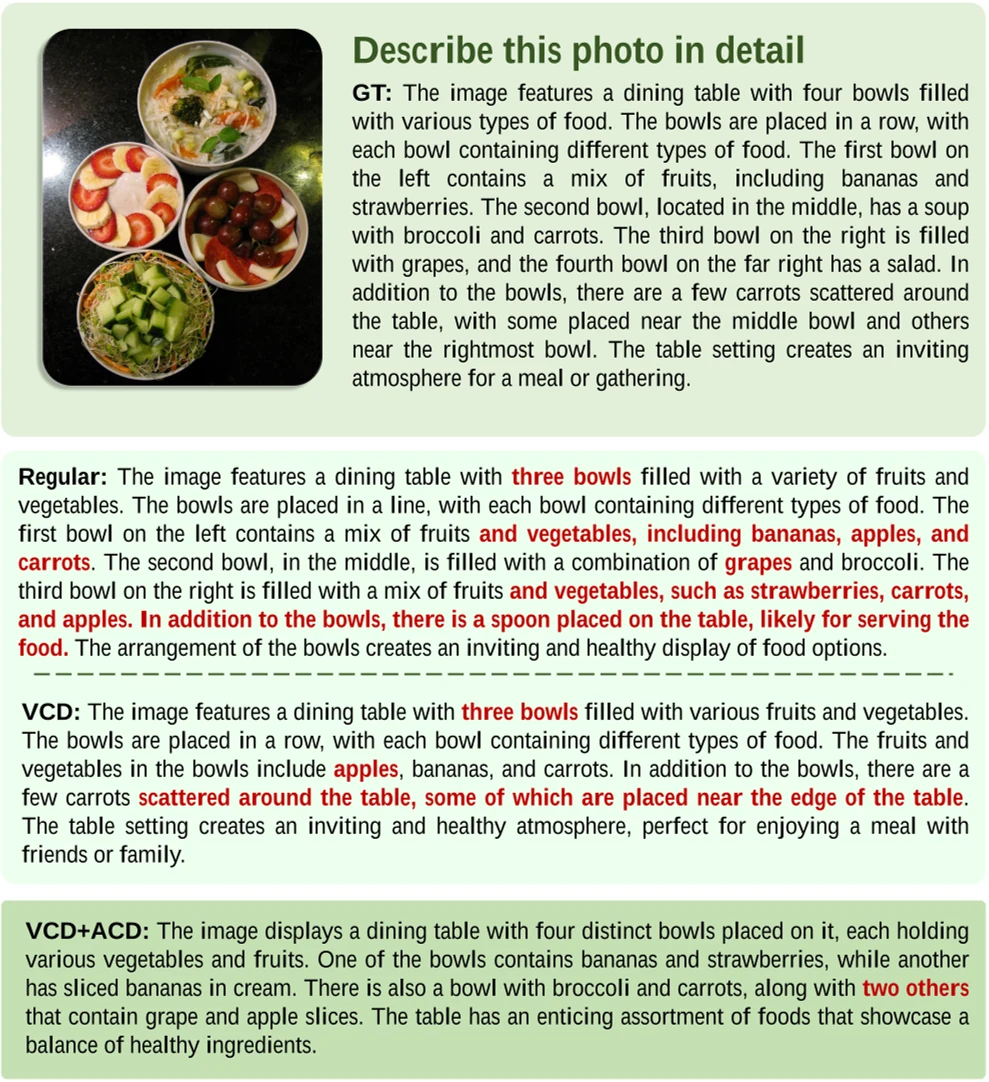 Describe this photo in detail
GT: The image features a dining table with four bowls filled
with various types of food. The bowls are placed in a row, with
each bowl containing different types of food. The first bowl on
the left contains a mix of fruits, including bananas and
strawberries. The second bowl, located in the middle, has a soup
with broccoli and carrots. The third bowl on the right is filled
with grapes, and the fourth bowl on the far right has a salad. In
addition to the bowls, there are a few carrots scattered around
the table, with some placed near the middle bowl and others
near the rightmost bowl. The table setting creates an inviting
atmosphere for a meal or gathering.
Regular: The image features a dining table with three bowls filled with a variety of fruits and
vegetables. The bowls are placed in a line, with each bowl containing different types of food. The
first bowl on the left contains a mix of fruits and vegetables, including bananas, apples, and
carrots. The second bowl, in the middle, is filled with a combination of grapes and broccoli. The
third bowl on the right is filled with a mix of fruits and vegetables, such as strawberries, carrots,
and apples. In addition to the bowls, there is a spoon placed on the table, likely for serving the
food. The arrangement of the bowls creates an inviting and healthy display of food options.
VCD: The image features a dining table with three bowls filled with various fruits and vegetables.
The bowls are placed in a row, with each bowl containing different types of food. The fruits and
vegetables in the bowls include apples, bananas, and carrots. In addition to the bowls, there are a
few carrots scattered around the table, some of which are placed near the edge of the table.
The table setting creates an inviting and healthy atmosphere, perfect for enjoying a meal with
friends or family.
VCD+ACD: The image displays a dining table with four distinct bowls placed on it, each holding
various vegetables and fruits. One of the bowls contains bananas and strawberries, while another
has sliced bananas in cream. There is also a bowl with broccoli and carrots, along with two others
that contain grape and apple slices. The table has an enticing assortment of foods that showcase a
balance of healthy ingredients.